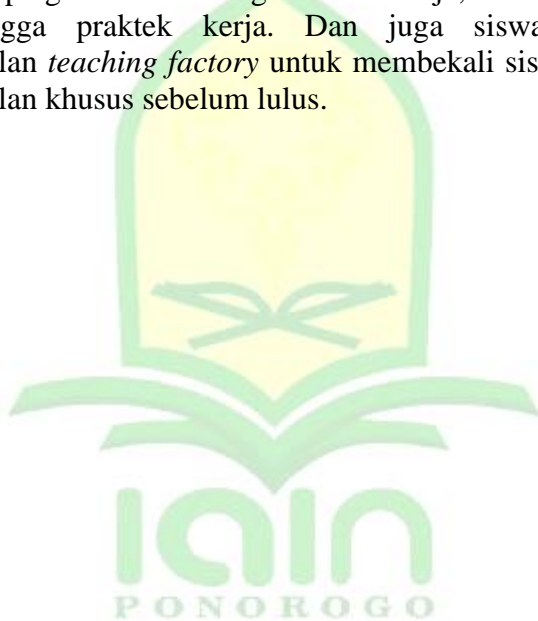 gga praktek kerja. Dan juga siswa
lan teaching factory untuk membekali sis
lan khusus sebelum lulus.
IAIN
PONOROGO